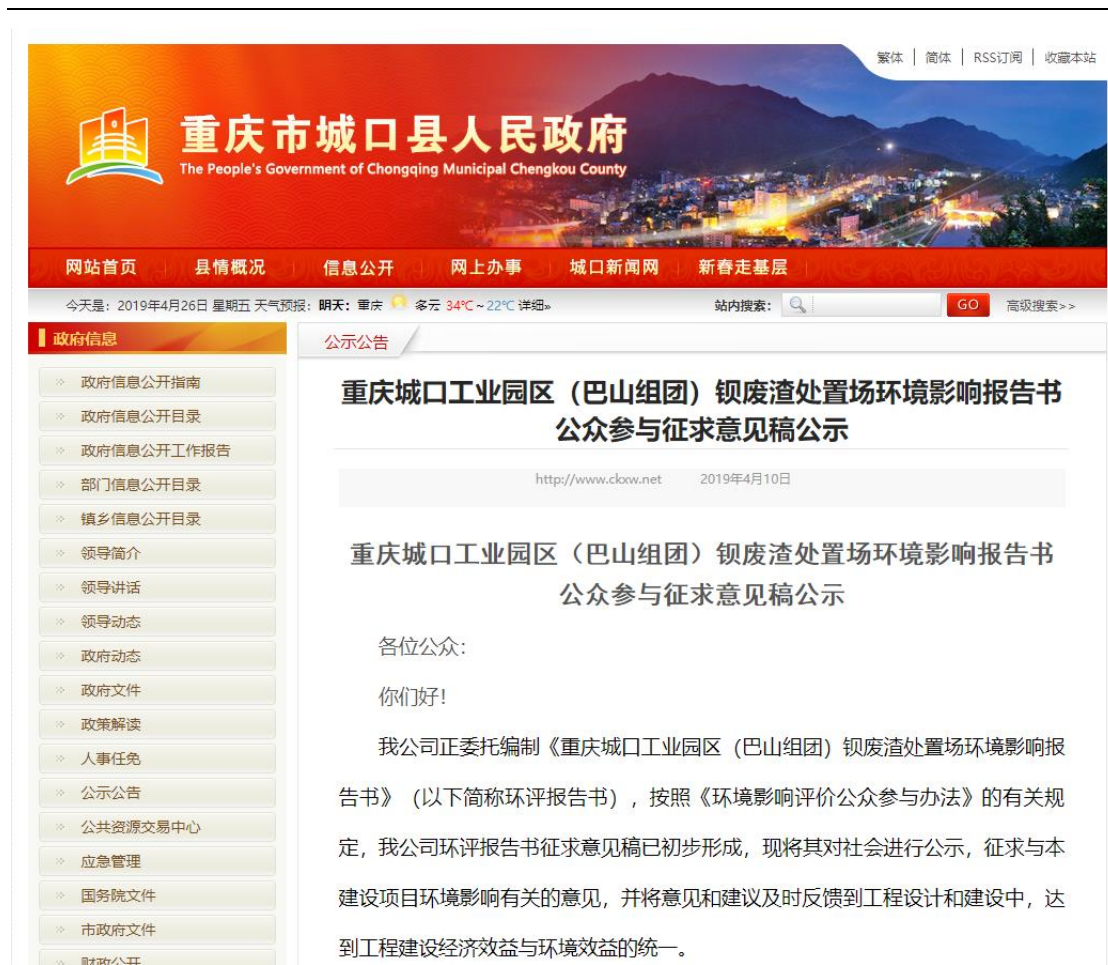 繁体 | 简体 | RSS订阅 | 收藏本站
重庆市城口县人民政府
The People's Government of Chongqing Municipal Chengkou County
网站首页 县情概况 信息公开 网上办事 城口新闻网 新春走基层
今天是：2019年4月26日 星期五 天气预报：明天：重庆 多云 34℃～22℃ 详细» 站内搜索： GO 高级搜索>>
政府信息
政府信息公开指南
政府信息公开目录
政府信息公开工作报告
部门信息公开目录
镇乡信息公开目录
领导简介
领导讲话
领导动态
政府动态
政府文件
政策解读
人事任免
公示公告
公共资源交易中心
应急管理
国务院文件
市政府文件
财政公开
公示公告
重庆城口工业园区（巴山组团）钡废渣处置场环境影响报告书
公众参与征求意见稿公示
http://www.ckxw.net 2019年4月10日
重庆城口工业园区（巴山组团）钡废渣处置场环境影响报告书
公众参与征求意见稿公示
各位公众：
你们好！
我公司正委托编制《重庆城口工业园区（巴山组团）钡废渣处置场环境影响报
告书》（以下简称环评报告书），按照《环境影响评价公众参与办法》的有关规
定，我公司环评报告书征求意见稿已初步形成，现将其对社会进行公示，征求与本
建设项目环境影响有关的意见，并将意见和建议及时反馈到工程设计和建设中，达
到工程建设经济效益与环境效益的统一。